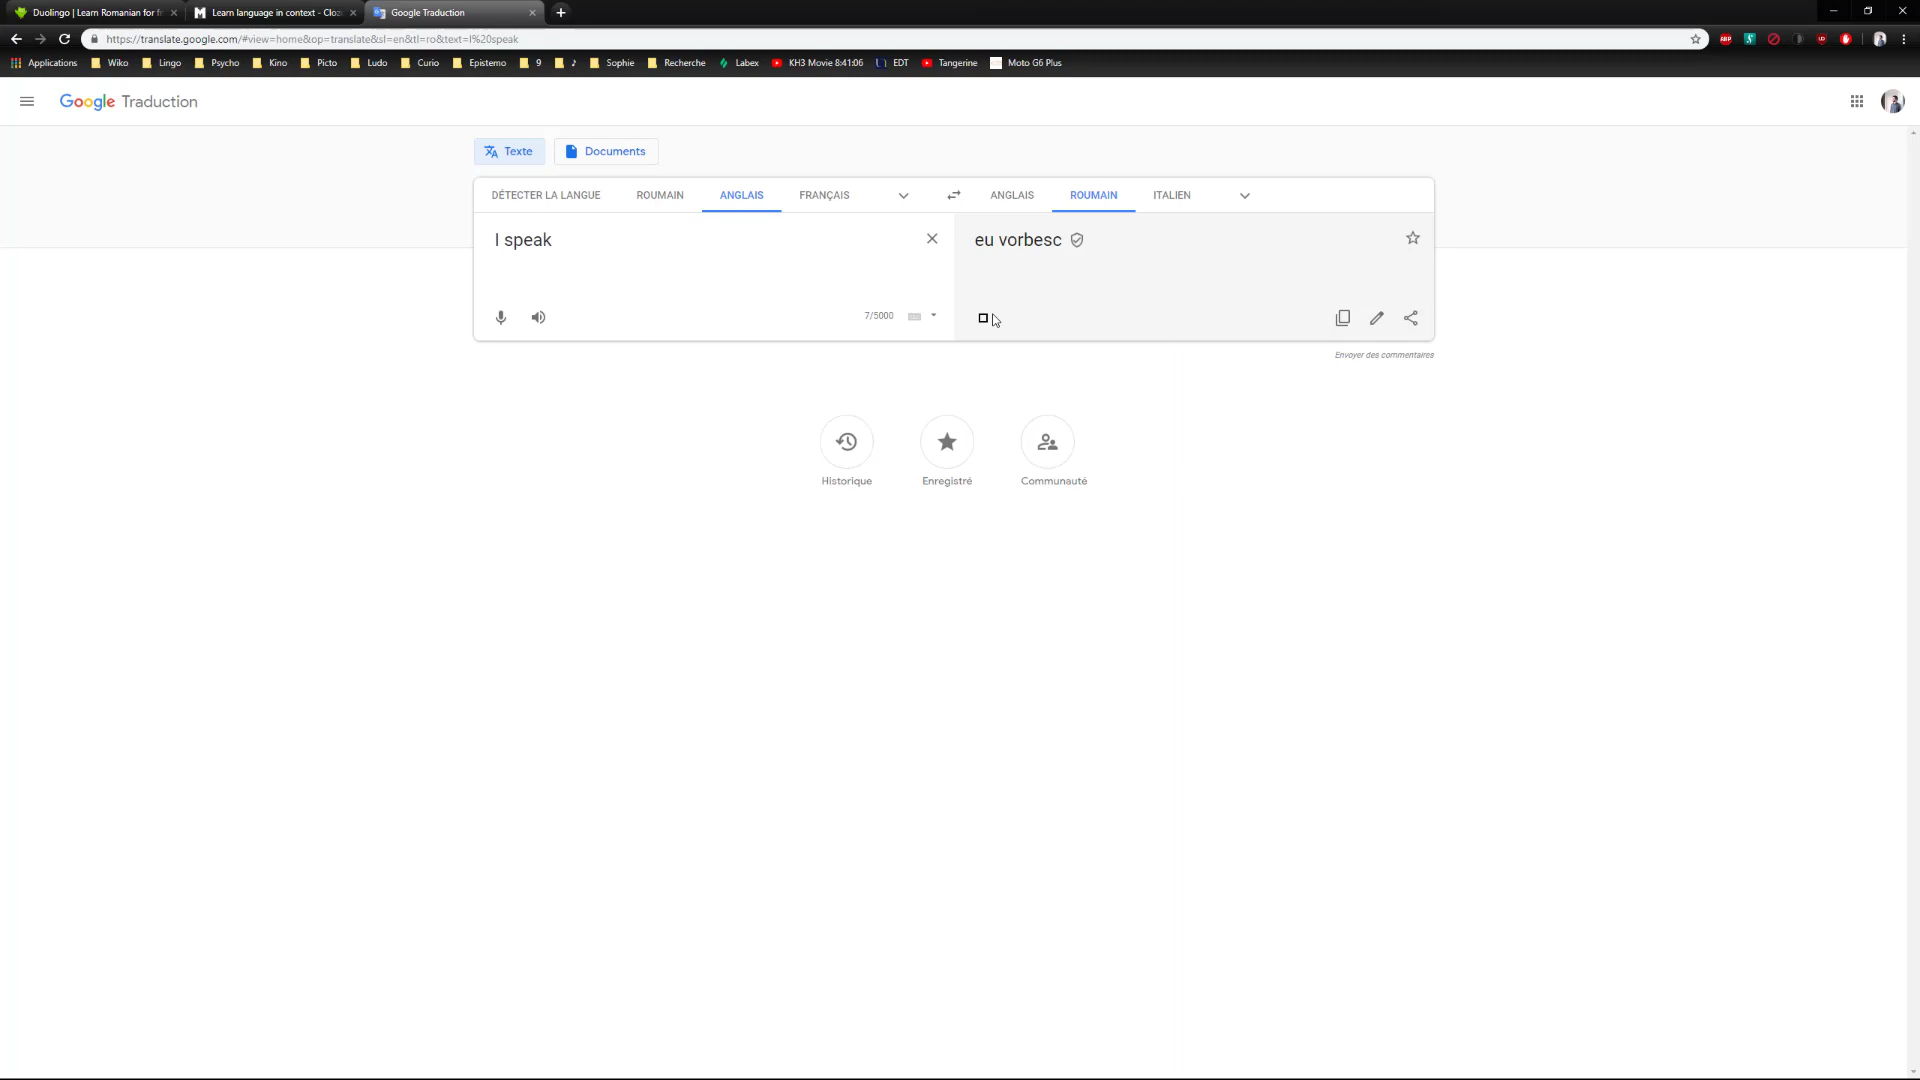 Duolingo | Learn Romanian for f
Learn language in context - Cloz
Google Traduction
https://translate.google.com/#view=home&op=translate&sl=en&tl=ro&text=I%20speak
Applications Wiko Lingo Psycho Kino Picto Ludo Curio Epistemo 9 ♪ Sophie Recherche Labex KH3 Movie 8:41:06 EDT Tangerine Moto G6 Plus
Google Traduction
Texte Documents
DÉTECTER LA LANGUE ROUMAIN ANGLAIS FRANÇAIS ANGLAIS ROUMAIN ITALIEN
I speak
eu vorbesc
7/5000
Envoyer des commentaires
Historique Enregistré Communauté